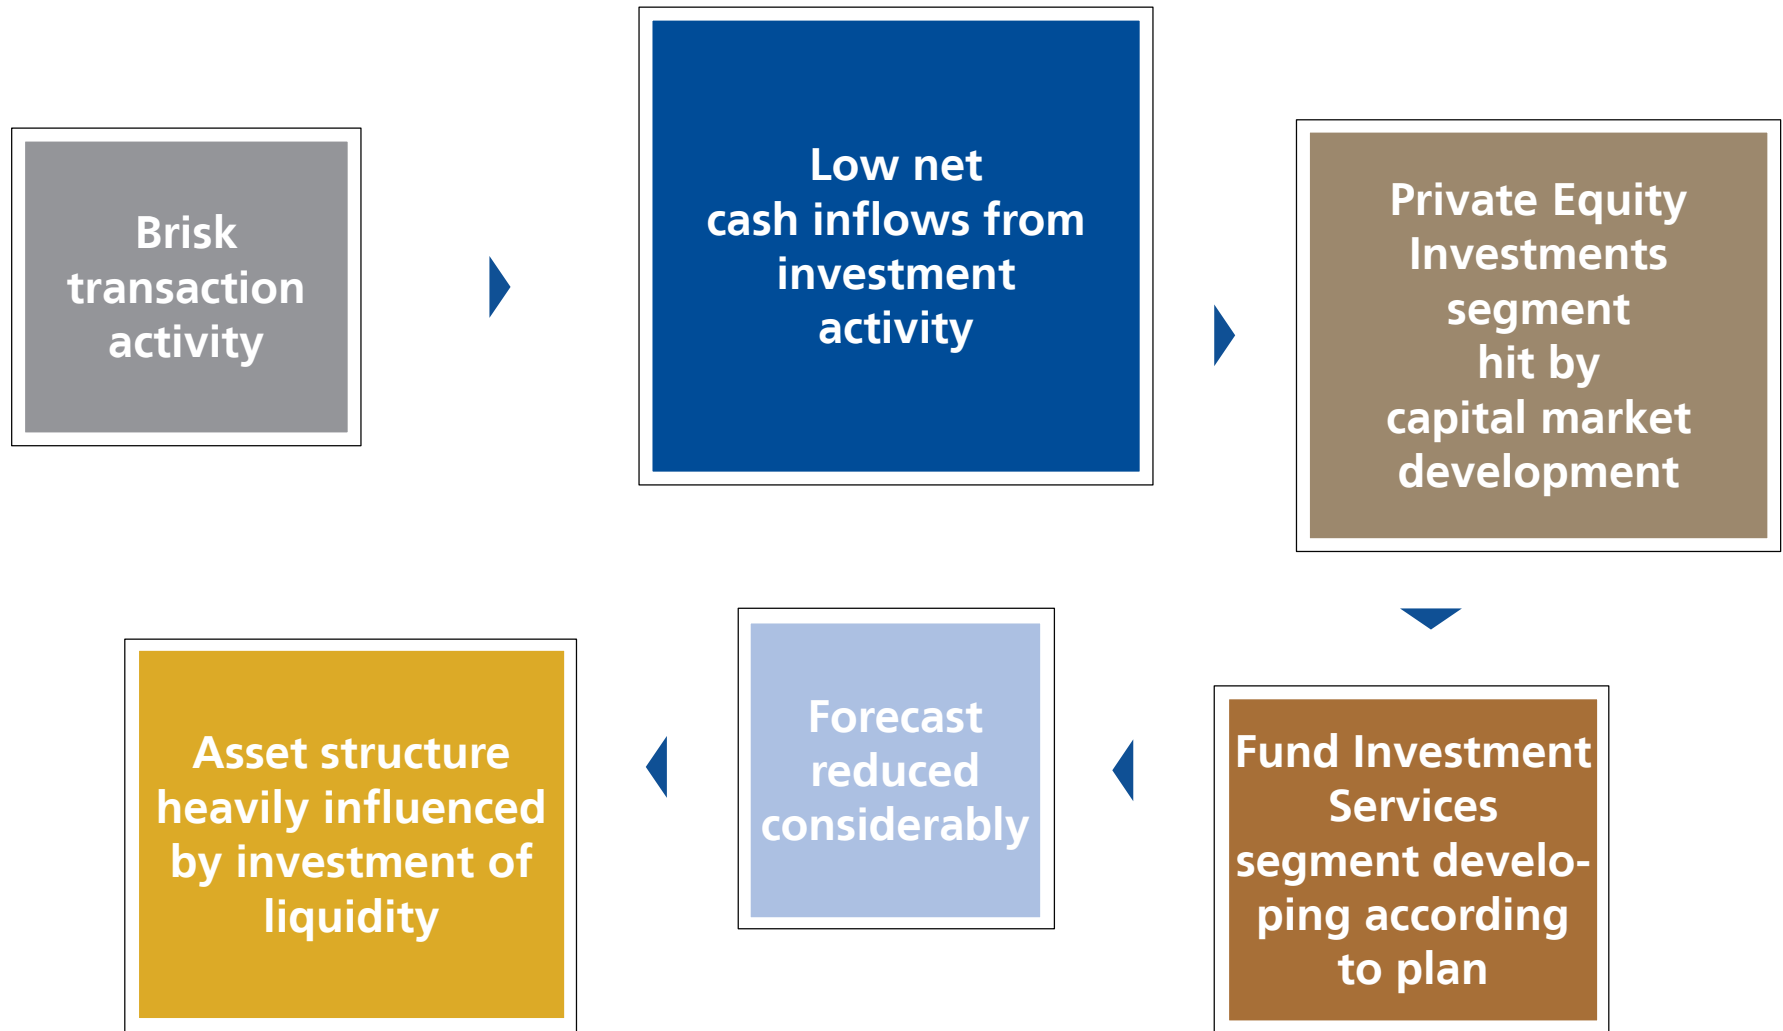 Brisk
transaction
activity
Low net
cash inflows from
investment
activity
Private Equity
Investments
segment
hit by
capital market
development
Fund Investment
Services
segment develo-
ping according
to plan
Forecast
reduced
considerably
Asset structure
heavily influenced
by investment of
liquidity